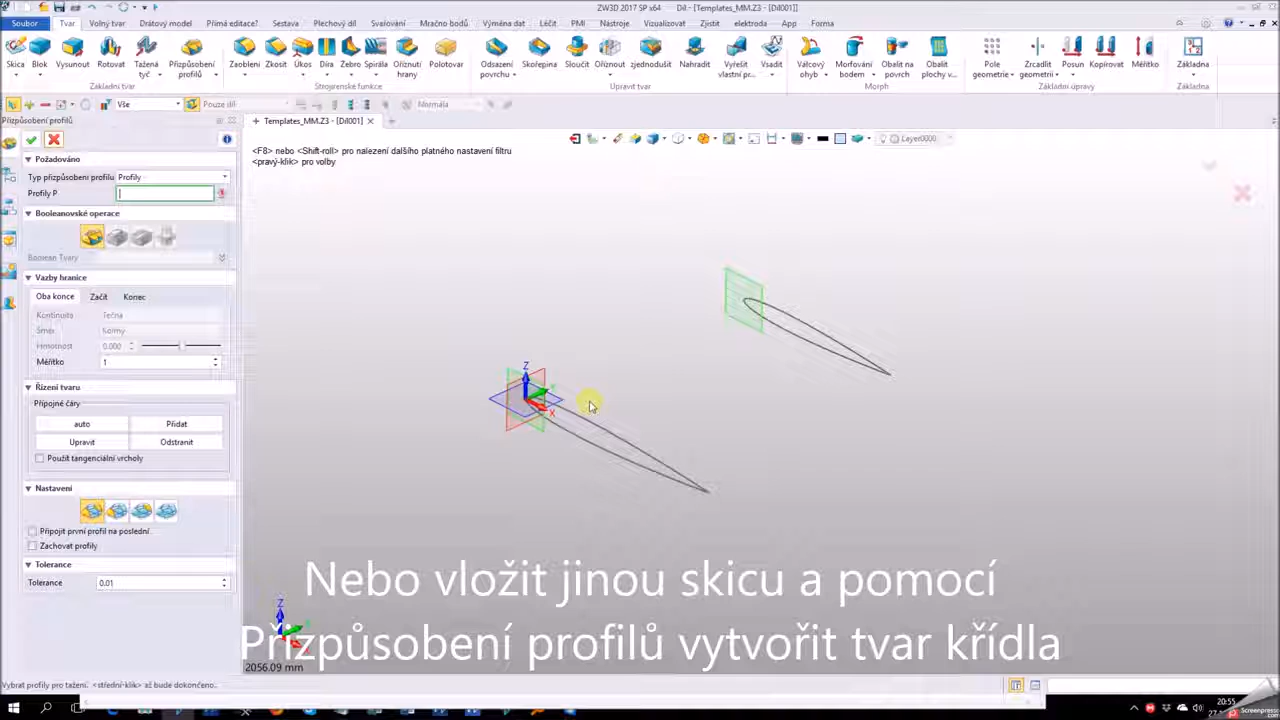 ZW3D 2017 SP x64
Díl - [Templates_MM.Z3 - [Díl001]]
Soubor Tvar Volný tvar Drátový model Přímá editace? Sestava Plechový díl Svařování Mračno bodů Výměna dat Léčit PMI Nástroje Vizualizovat Zjistit elektroda App Forma
Skica Blok Vysunout Rotovat Tažená tyč Přizpůsobení profilů Zaoblení Zkosit Úkos Díra Žebro Spirála Oříznutí hrany Polotovar Odsazení povrchu Skořepina Sloučit Oříznout zjednodušit Nahradit Vyřešit vlastní pr... Vsadit Válcový ohyb Morfování bodem Obalit na povrch Obalit plochy v... Pole geometrie Zrcadlit geometrii Posun Kopírovat Měřítko Základna
Základní tvar Strojírenské funkce Upravit tvar Morph Základní úpravy Základna
Vše Pouze díl Normála
Přizpůsobení profilů
Templates_MM.Z3 - [Díl001]
Layer0000
<F8> nebo <Shift-roll> pro nalezení dalšího platného nastavení filtru
<pravý-klik> pro volby
Požadováno
Typ přizpůsobení profilu Profily
Profily P
Booleanovské operace
Boolean Tvary
Vazby hranice
Oba konce Začít Konec
Kontinuita Tečna
Směr Normy
Hmotnost 0.000
Měřítko 1
Řízení tvaru
Přípojné čáry
auto Přidat
Upravit Odstranit
Použít tangenciální vrcholy
Nastavení
Připojit první profil na poslední
Zachovat profily
Tolerance
Tolerance 0.01
Z
X
Z
Nebo vložit jinou skicu a pomocí
Přizpůsobení profilů vytvořit tvar křídla
2056.09 mm
Vybrat profily pro tažení. <střední-klik> až bude dokončeno.
20:55
Screenpresso